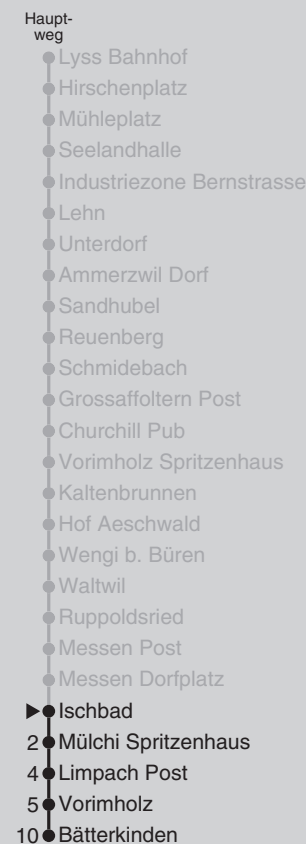 Haupt-
weg
Lyss Bahnhof
Hirschenplatz
Mühleplatz
Seelandhalle
Industriezone Bernstrasse
Lehn
Unterdorf
Ammerzwil Dorf
Sandhubel
Reuenberg
Schmidebach
Grossaffoltern Post
Churchill Pub
Vorimholz Spritzenhaus
Kaltenbrunnen
Hof Aeschwald
Wengi b. Büren
Waltwil
Ruppoldsried
Messen Post
Messen Dorfplatz
Ischbad
2 Mülchi Spritzenhaus
4 Limpach Post
5 Vorimholz
10 Bätterkinden